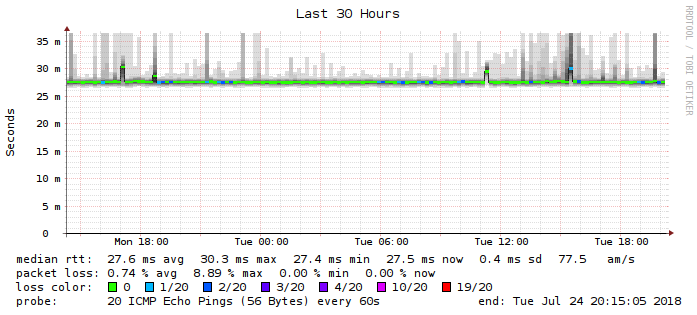 Last 30 Hours
RRDTOOL / TOBI OETIKER
Seconds
35 m
30 m
25 m
20 m
15 m
10 m
5 m
0
Mon 18:00 Tue 00:00 Tue 06:00 Tue 12:00 Tue 18:00
median rtt: 27.6 ms avg 30.3 ms max 27.4 ms min 27.5 ms now 0.4 ms sd 77.5 am/s
packet loss: 0.74 % avg 8.89 % max 0.00 % min 0.00 % now
loss color: 0 1/20 2/20 3/20 4/20 10/20 19/20
probe: 20 ICMP Echo Pings (56 Bytes) every 60s end: Tue Jul 24 20:15:05 2018